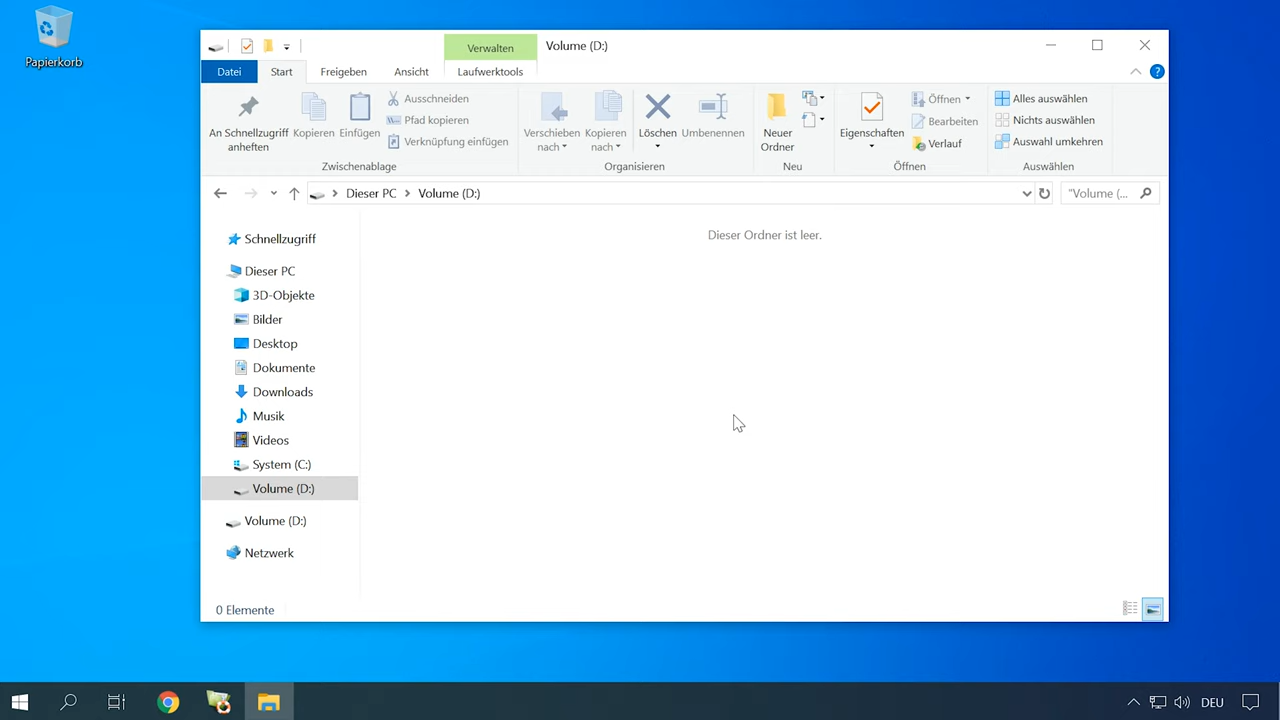 Papierkorb
Verwalten
Volume (D:)
Datei
Start
Freigeben
Ansicht
Laufwerktools
An Schnellzugriff
anheften
Kopieren
Einfügen
Ausschneiden
Pfad kopieren
Verknüpfung einfügen
Zwischenablage
Verschieben
nach
Kopieren
nach
Löschen
Umbenennen
Organisieren
Neuer
Ordner
Neu
Eigenschaften
Öffnen
Bearbeiten
Verlauf
Öffnen
Alles auswählen
Nichts auswählen
Auswahl umkehren
Auswählen
Dieser PC
Volume (D:)
"Volume (...
Schnellzugriff
Dieser PC
3D-Objekte
Bilder
Desktop
Dokumente
Downloads
Musik
Videos
System (C:)
Volume (D:)
Volume (D:)
Netzwerk
Dieser Ordner ist leer.
0 Elemente
DEU